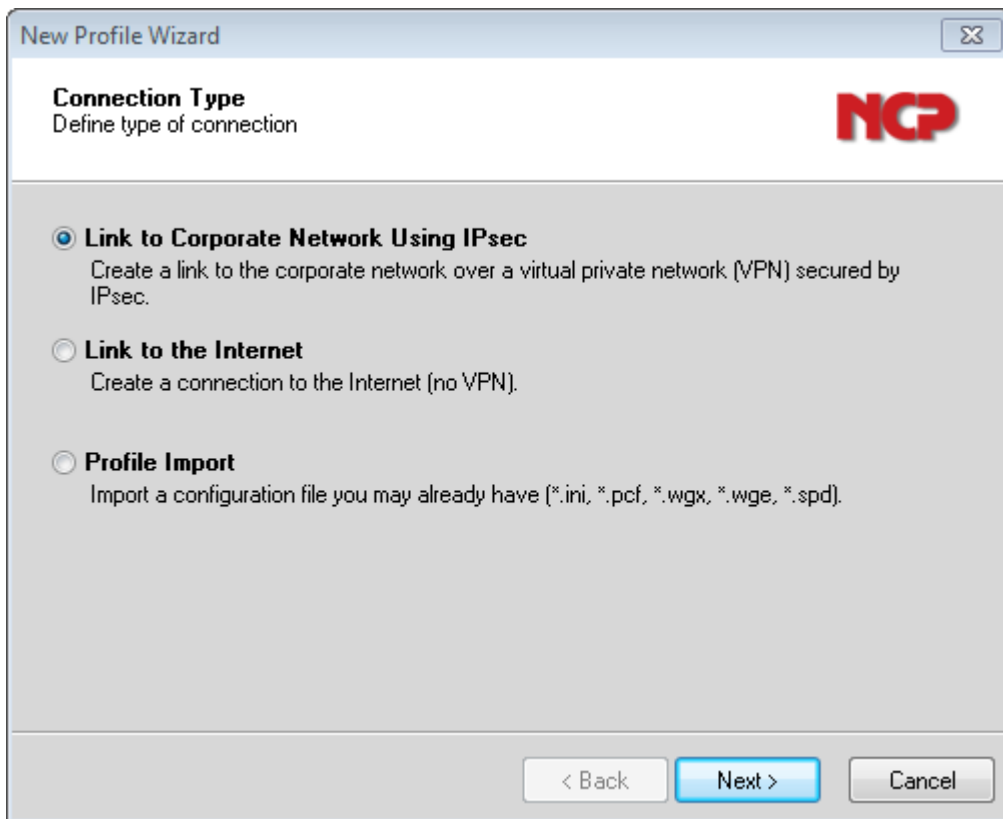 New Profile Wizard
Connection Type
Define type of connection
NCP
Link to Corporate Network Using IPsec
Create a link to the corporate network over a virtual private network (VPN) secured by
IPsec.
Link to the Internet
Create a connection to the Internet (no VPN).
Profile Import
Import a configuration file you may already have (*.ini, *.pcf, *.wgx, *.wge, *.spd).
< Back
Next >
Cancel